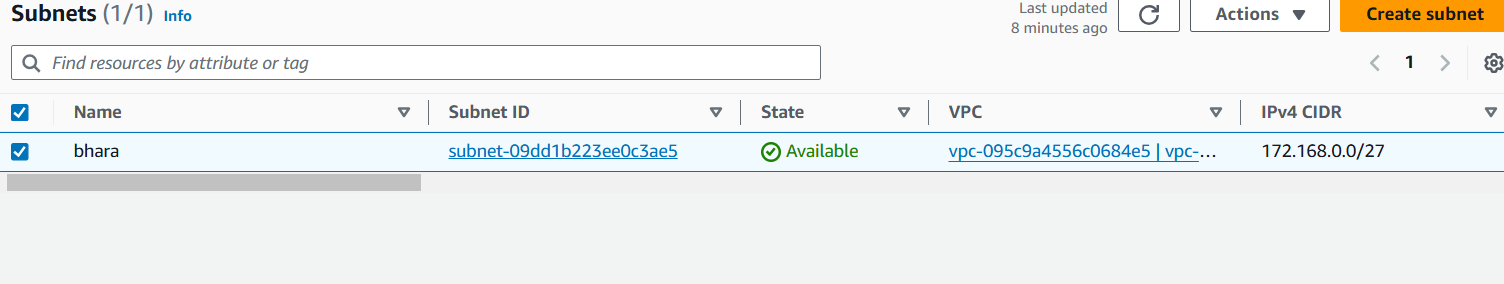 Subnets (1/1) Info
Last updated
8 minutes ago
Actions
Create subnet
Find resources by attribute or tag
1
Name Subnet ID State VPC IPv4 CIDR
bhara subnet-09dd1b223ee0c3ae5 Available vpc-095c9a4556c0684e5 | vpc-... 172.168.0.0/27